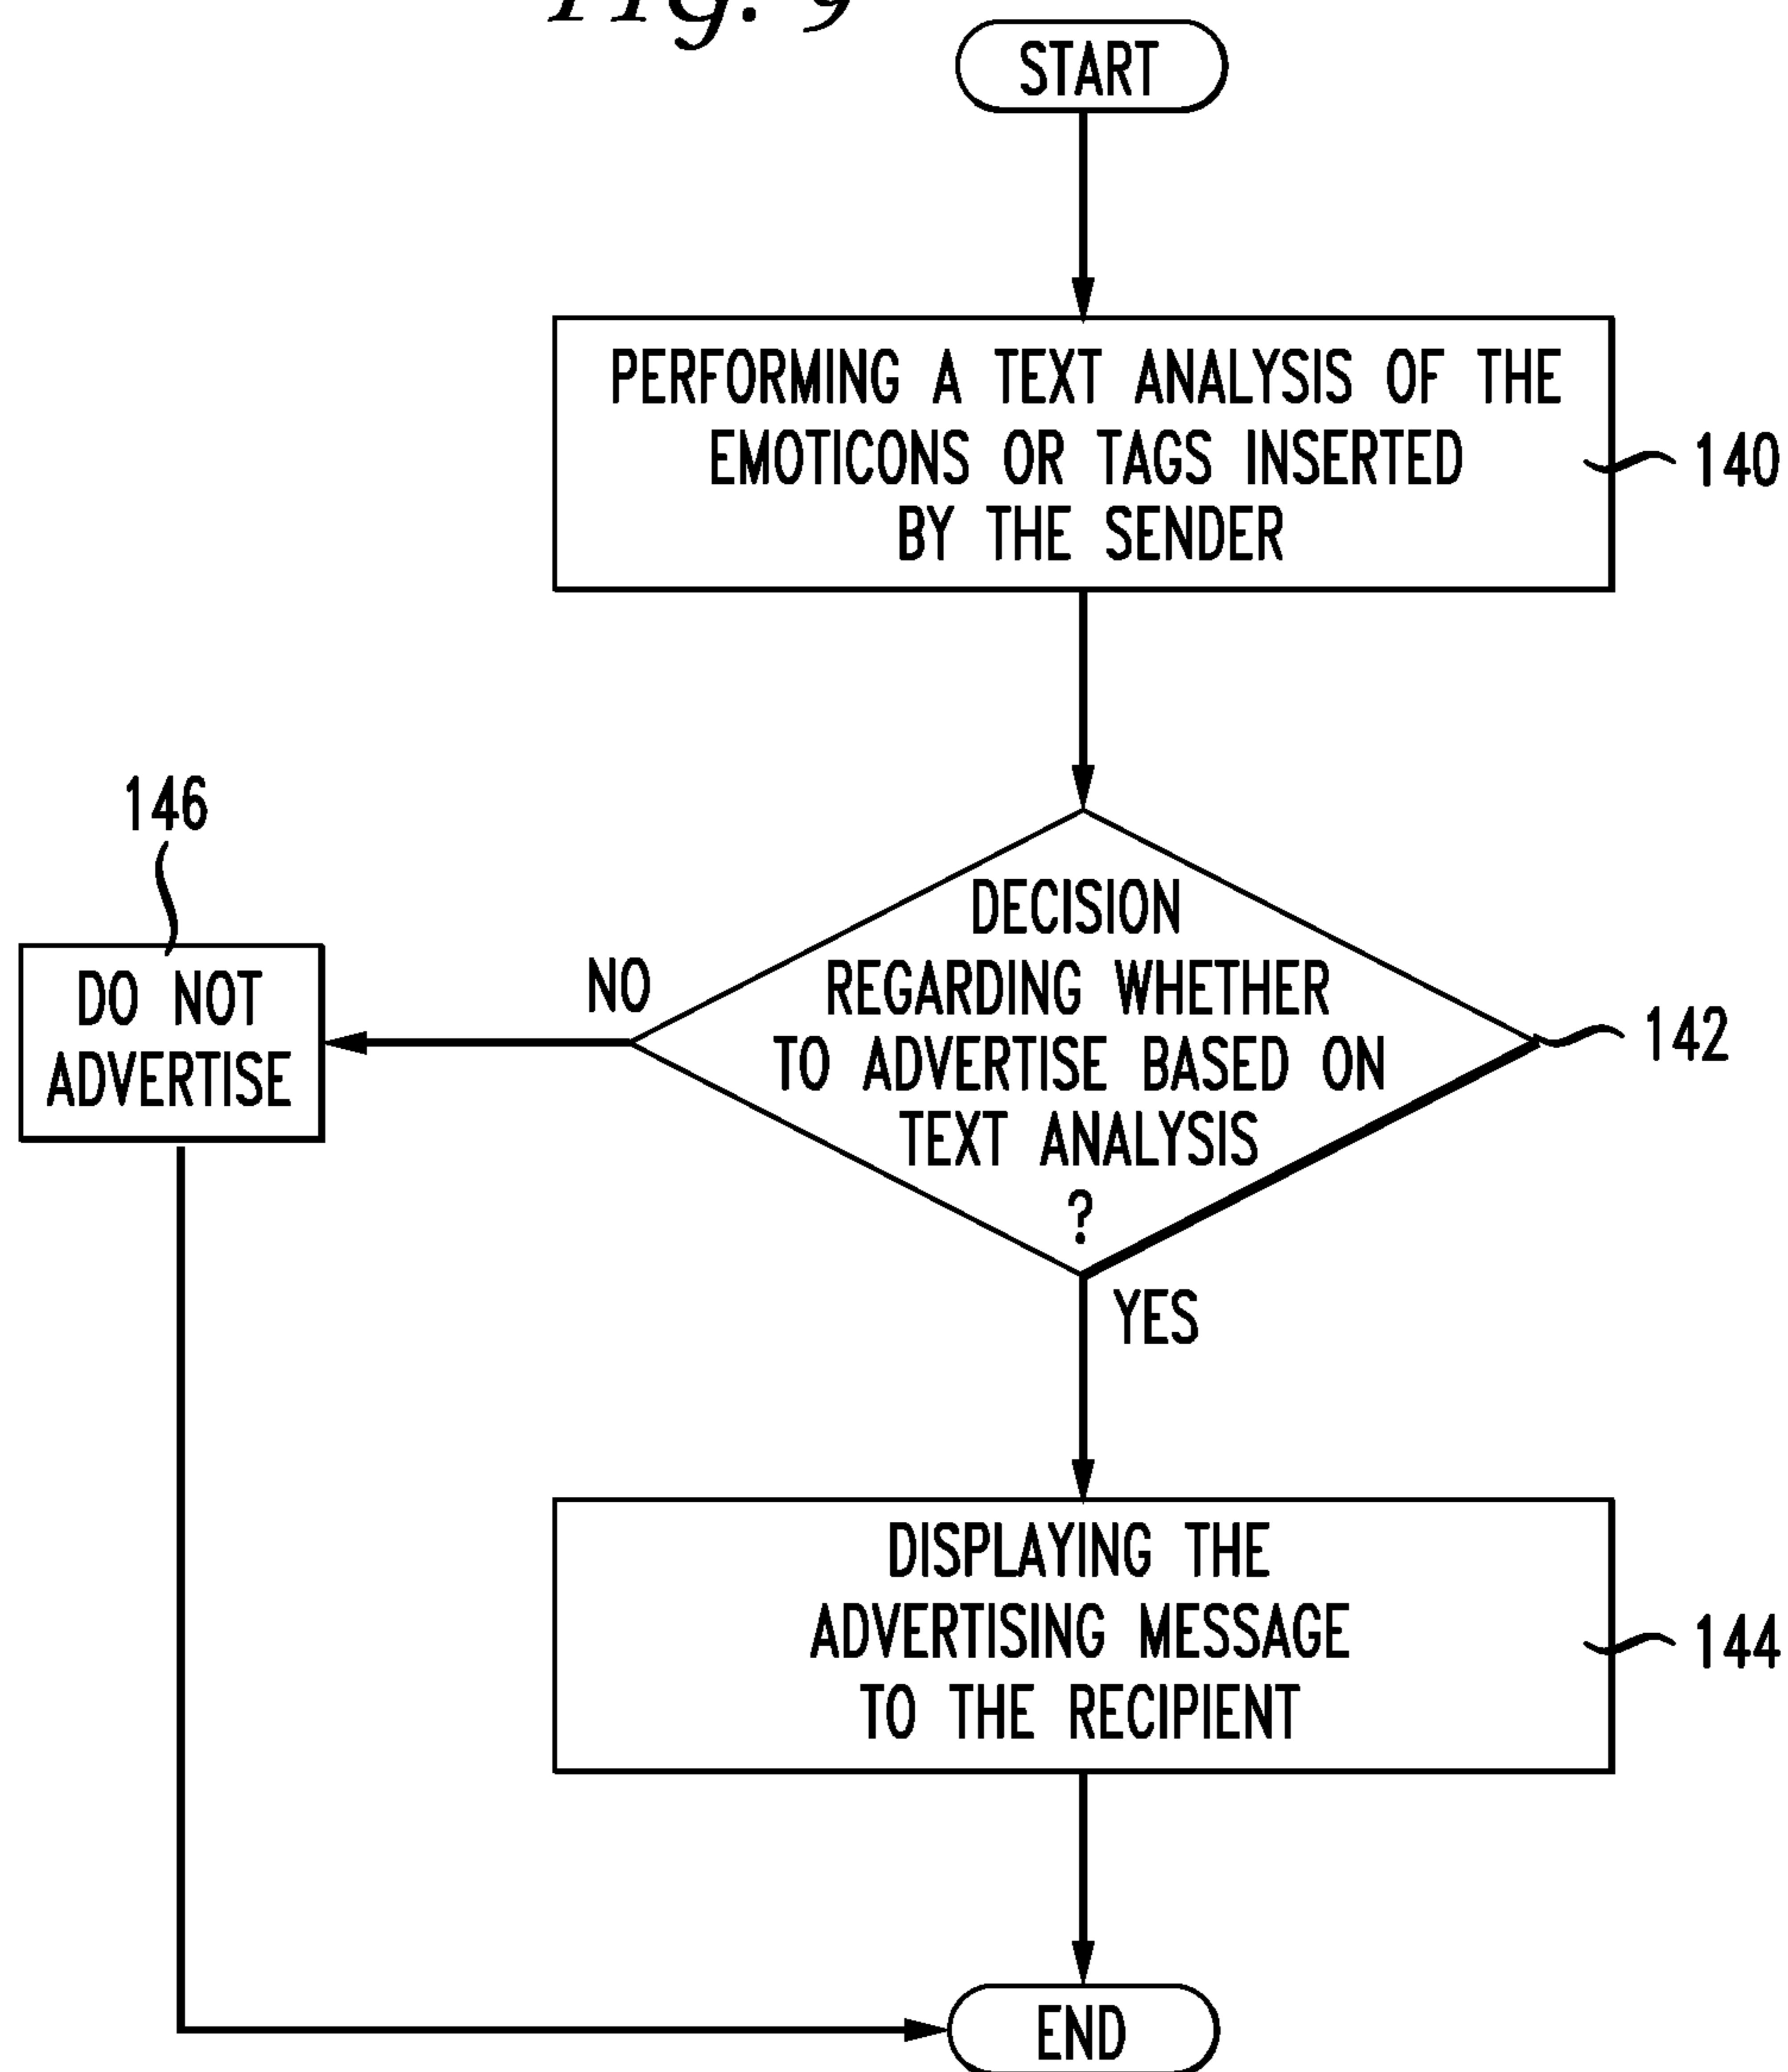 Fig. 9
START
PERFORMING A TEXT ANALYSIS OF THE
EMOTICONS OR TAGS INSERTED
BY THE SENDER
140
146
DECISION
REGARDING WHETHER
TO ADVERTISE BASED ON
TEXT ANALYSIS
?
142
NO
DO NOT
ADVERTISE
YES
DISPLAYING THE
ADVERTISING MESSAGE
TO THE RECIPIENT
144
END